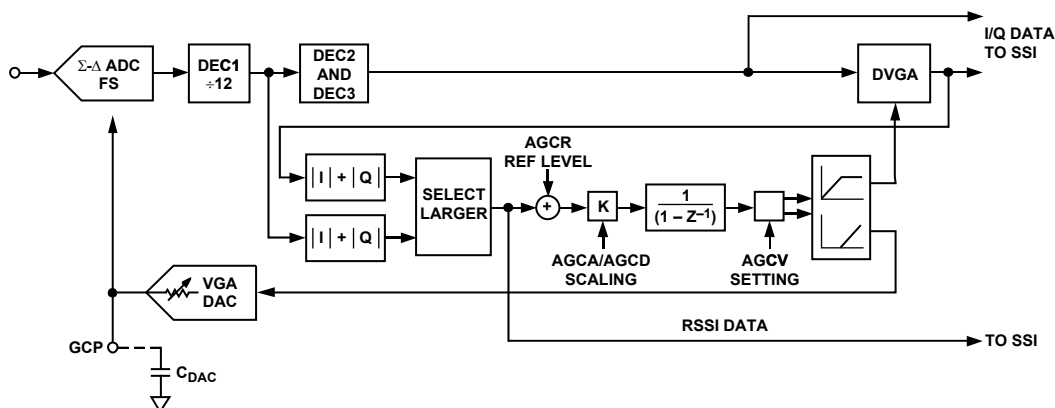 Σ-Δ ADC
FS
DEC1
÷12
DEC2
AND
DEC3
DVGA
I/Q DATA
TO SSI
AGCR
REF LEVEL
|I| + |Q|
|I| + |Q|
SELECT
LARGER
+
K
1
(1 – Z–1)
AGCA/AGCD
SCALING
AGCV
SETTING
VGA
DAC
RSSI DATA
TO SSI
GCP
CDAC